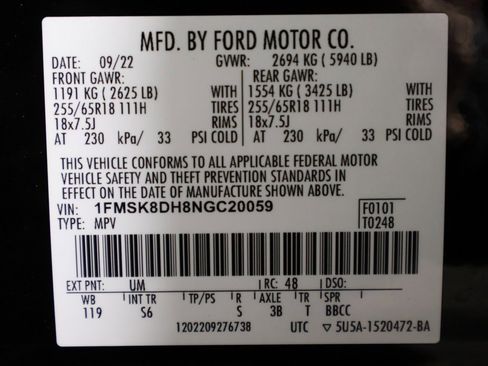 MFD. BY FORD MOTOR CO.
DATE: 09/22 GVWR: 2694 KG ( 5940 LB)
FRONT GAWR: REAR GAWR:
1191 KG ( 2625 LB) WITH 1554 KG ( 3425 LB) WITH
255/65R18 111H TIRES 255/65R18 111H TIRES
18x7.5J RIMS 18x7.5J RIMS
AT 230 kPa/ 33 PSI COLD AT 230 kPa/ 33 PSI COLD
THIS VEHICLE CONFORMS TO ALL APPLICABLE FEDERAL MOTOR
VEHICLE SAFETY AND THEFT PREVENTION STANDARDS IN
EFFECT ON THE DATE OF MANUFACTURE SHOWN ABOVE.
VIN: 1FMSK8DH8NGC20059 F0101
TYPE: MPV T0248
EXT PNT: UM RC: 48 DSO:
WB INT TR TP/PS R AXLE TR SPR
119 S6 S 3B T BBCC
1202209276738 UTC ▽ 5U5A-1520472-BA